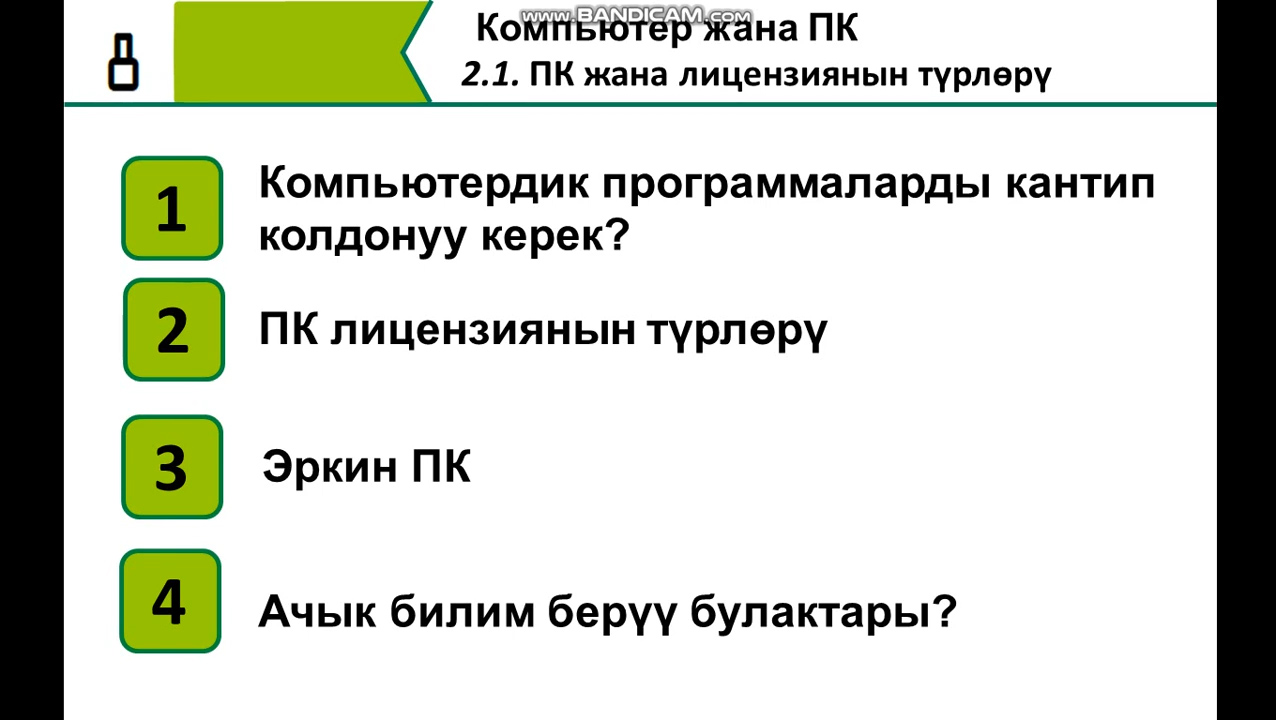 www.BANDICAM.com
Компьютер жана ПК
8
2.1. ПК жана лицензиянын түрлөрү
1
Компьютердик программаларды кантип
колдонуу керек?
2
ПК лицензиянын түрлөрү
3
Эркин ПК
4
Ачык билим берүү булактары?